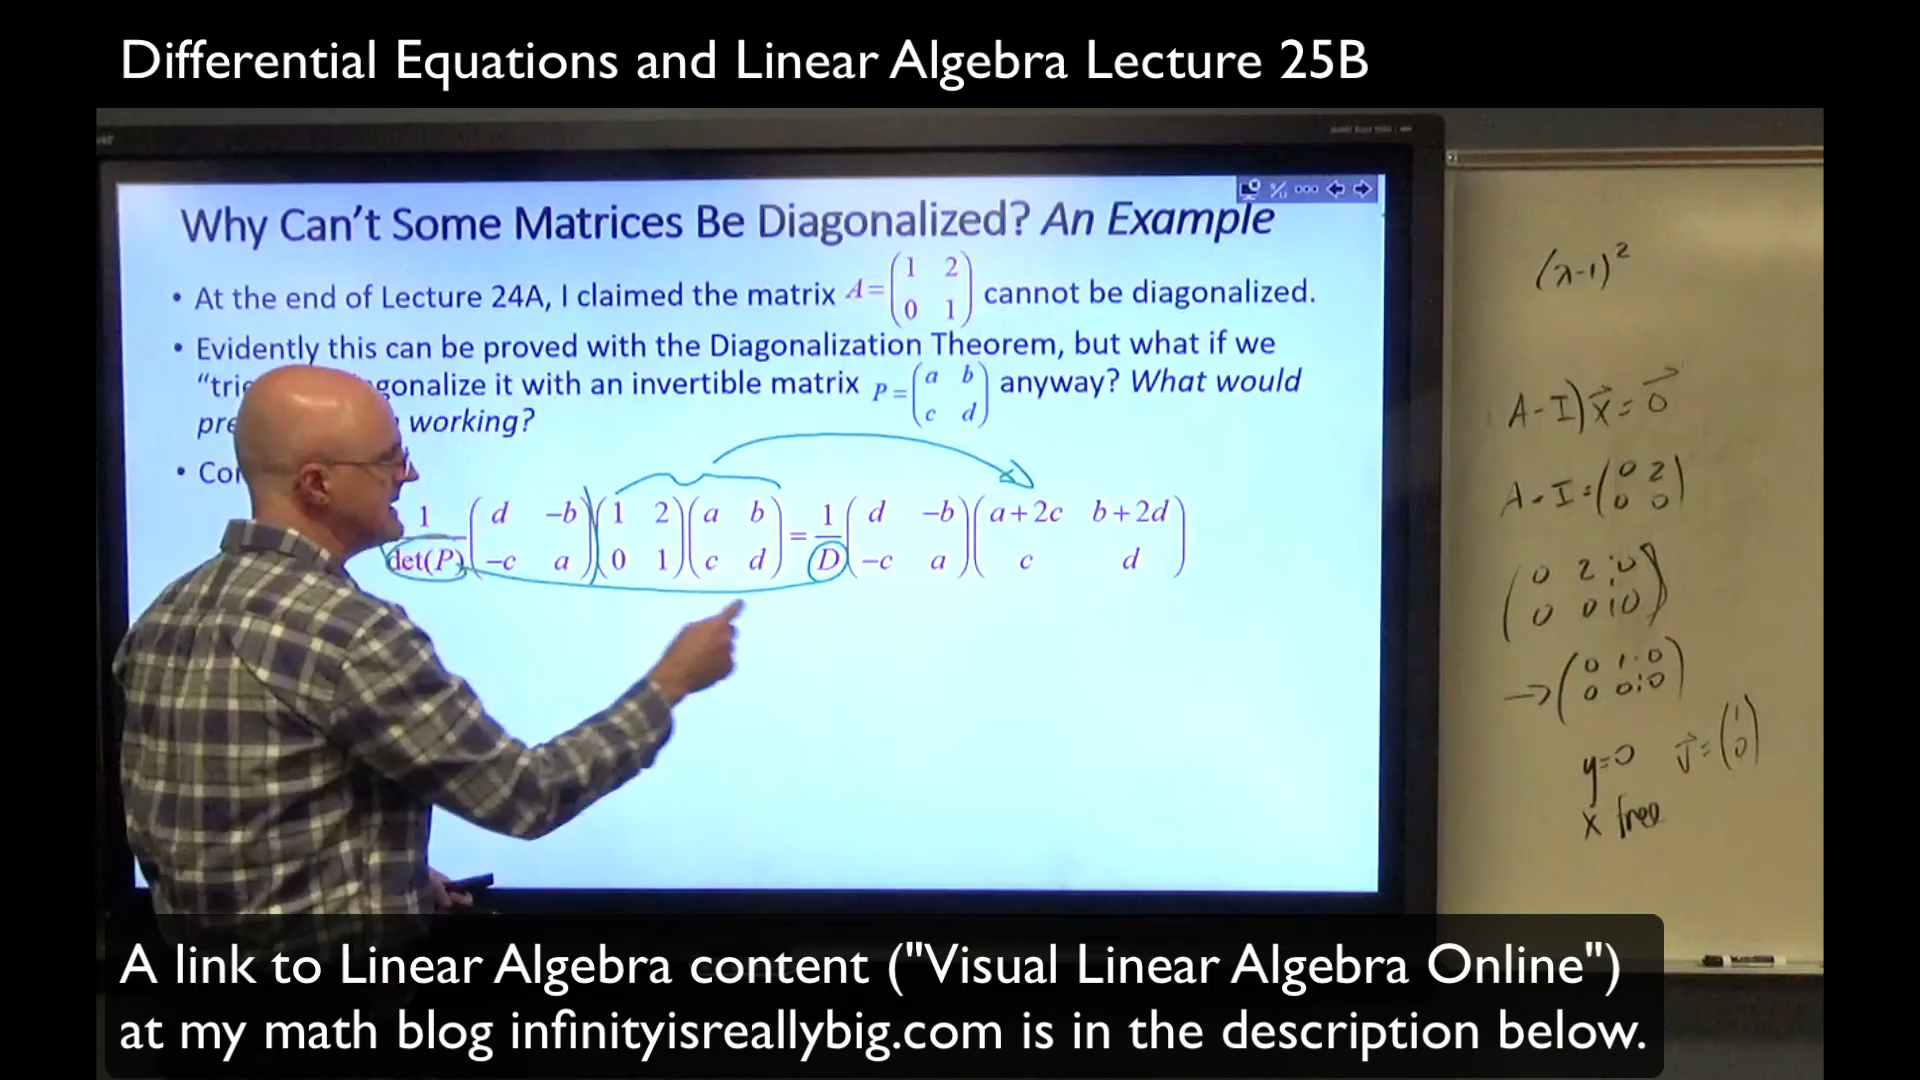 Differential Equations and Linear Algebra Lecture 25B
Why Can't Some Matrices Be Diagonalized? An Example
• At the end of Lecture 24A, I claimed the matrix A = (1 2 / 0 1) cannot be diagonalized.
• Evidently this can be proved with the Diagonalization Theorem, but what if we
"trie gonalize it with an invertible matrix P = (a b / c d) anyway? What would
pre working?
• Co
1/det(P) (d −b / −c a)(1 2 / 0 1)(a b / c d) = 1/D (d −b / −c a)(a+2c b+2d / c d)
(λ-1)²
A-I)x⃗ = 0⃗
A-I = (0 2 / 0 0)
(0 2 : 0 / 0 0 : 0)
→ (0 1 : 0 / 0 0 : 0)
y=0 v⃗ = (1 / 0)
x free
A link to Linear Algebra content ("Visual Linear Algebra Online")
at my math blog infinityisreallybig.com is in the description below.